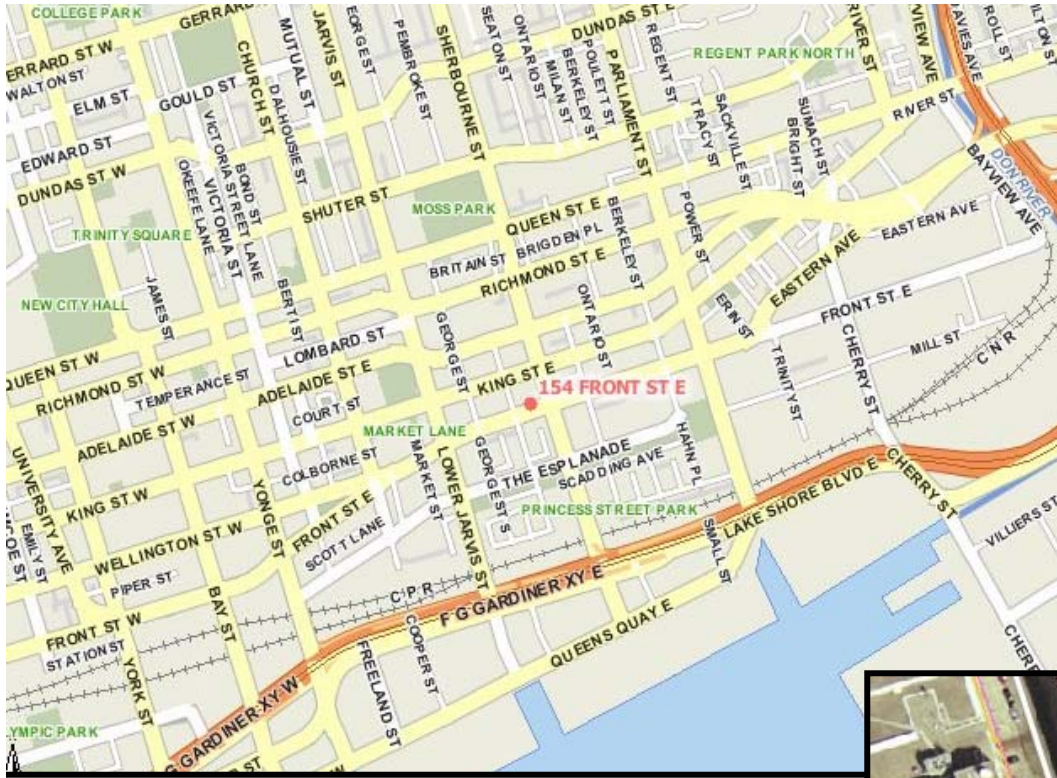 COLLEGE PARK
GERRARD
ERRARD ST W
WALTON ST
ELM ST
GOULD ST
EDWARD ST
DUNDAS ST W
CHURCH ST
MUTUAL ST
DALHOUSIE ST
JARVIS ST
PEMBROKE ST
SHERBOURNE ST
SEATON ST
ONTARIO ST
MILAN ST
BERKELEY ST
POULETT ST
DUNDAS ST E
PARLIAMENT ST
REGENT ST
REGENT PARK NORTH
TRACY ST
SACKVILLE ST
SUMACH ST
BRIGHT ST
RIVER ST
RIVER ST
DAVIES AVE
BAYVIEW AVE
DON RIVER
VICTORIA STREET LANE
VICTORIA ST
OKEEFE LANE
BOND ST
SHUTER ST
MOSS PARK
TRINITY SQUARE
NEW CITY HALL
JAMES ST
BERTI ST
QUEEN ST E
BRITAIN ST
BRIGDEN PL
RICHMOND ST E
BERKELEY ST
POWER ST
EASTERN AVE
EASTERN AVE
QUEEN ST W
RICHMOND ST W
TEMPERANCE ST
ADELAIDE ST W
ADELAIDE ST E
LOMBARD ST
COURT ST
GEORGE ST
ONTARIO ST
KING ST E
154 FRONT ST E
ERIN ST
TRINITY ST
FRONT ST E
CHERRY ST
MILL ST
C N R
MARKET LANE
COLBORNE ST
MARKET ST
LOWER JARVIS ST
GEORGE ST S
THE ESPLANADE
SCADDING AVE
HAHN PL
PRINCESS STREET PARK
UNIVERSITY AVE
EMILY ST
KING ST W
WELLINGTON ST W
YONGE ST
FRONT ST E
SCOTT LANE
PIPER ST
BAY ST
FRONT ST W
STATION ST
YORK ST
C P R
F G GARDINER XY E
LAKE SHORE BLVD E
SMALL ST
CHERRY ST
VILLIERS ST
QUEENS QUAY E
COOPER ST
FREELAND ST
G GARDINER XY W
LYMPIC PARK
CHERR